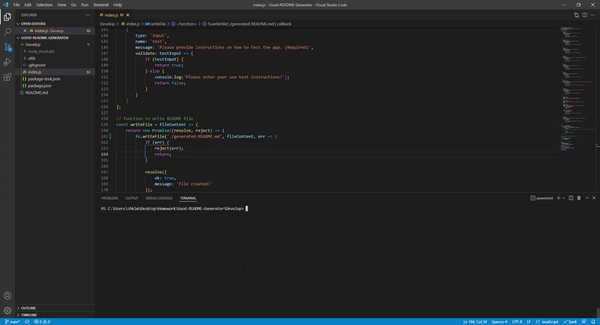 File Edit Selection View Go Run Terminal Help
index.js - Good-README-Generator - Visual Studio Code
EXPLORER
OPEN EDITORS
index.js Develop M
GOOD-README-GENERATOR
Develop
node_modules
utils
.gitignore
index.js M
package-lock.json
package.json
README.md
OUTLINE
TIMELINE
index.js M
Develop > index.js > writeFile > <function> > fs.writeFile('./generated-README.md') callback
143
144 type: 'input',
145 name: 'test',
146 message: 'Please provide instructions on how to test the app. (Required)',
147 validate: testInput => {
148 if (testInput) {
149 return true;
150 } else {
151 console.log('Please enter your use test instructions!');
152 return false;
153 }
154 }
155 }
156 ];
157
158 // Function to write README file
159 const writeFile = fileContent => {
160 return new Promise((resolve, reject) => {
161 fs.writeFile('./generated-README.md', fileContent, err => {
162 if (err) {
163 reject(err);
164 return;
165 }
166
167 resolve({
168 ok: true,
169 message: 'File created!'
170 });
PROBLEMS OUTPUT DEBUG CONSOLE TERMINAL
powershell
PS C:\Users\chkim\Desktop\Homework\Good-README-Generator\Develop>
main* 0 0
Ln 164, Col 24 Spaces: 4 UTF-8 LF JavaScript Spell